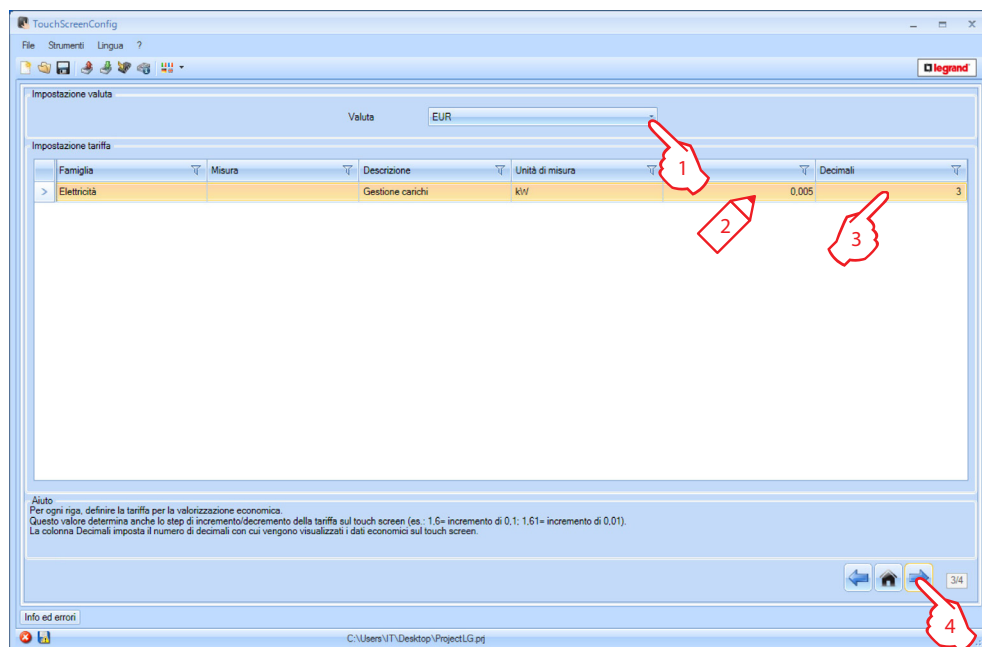 TouchScreenConfig
File Strumenti Lingua ?
legrand
Impostazione valuta
Valuta EUR
Impostazione tariffa
Famiglia Misura Descrizione Unità di misura Decimali
> Elettricità Gestione carichi kW 0,005 3
1
2
3
Aiuto
Per ogni riga, definire la tariffa per la valorizzazione economica.
Questo valore determina anche lo step di incremento/decremento della tariffa sul touch screen (es.: 1,6= incremento di 0,1; 1,61= incremento di 0,01).
La colonna Decimali imposta il numero di decimali con cui vengono visualizzati i dati economici sul touch screen.
3/4
4
Info ed errori
C:\Users\IT\Desktop\ProjectLG.prj